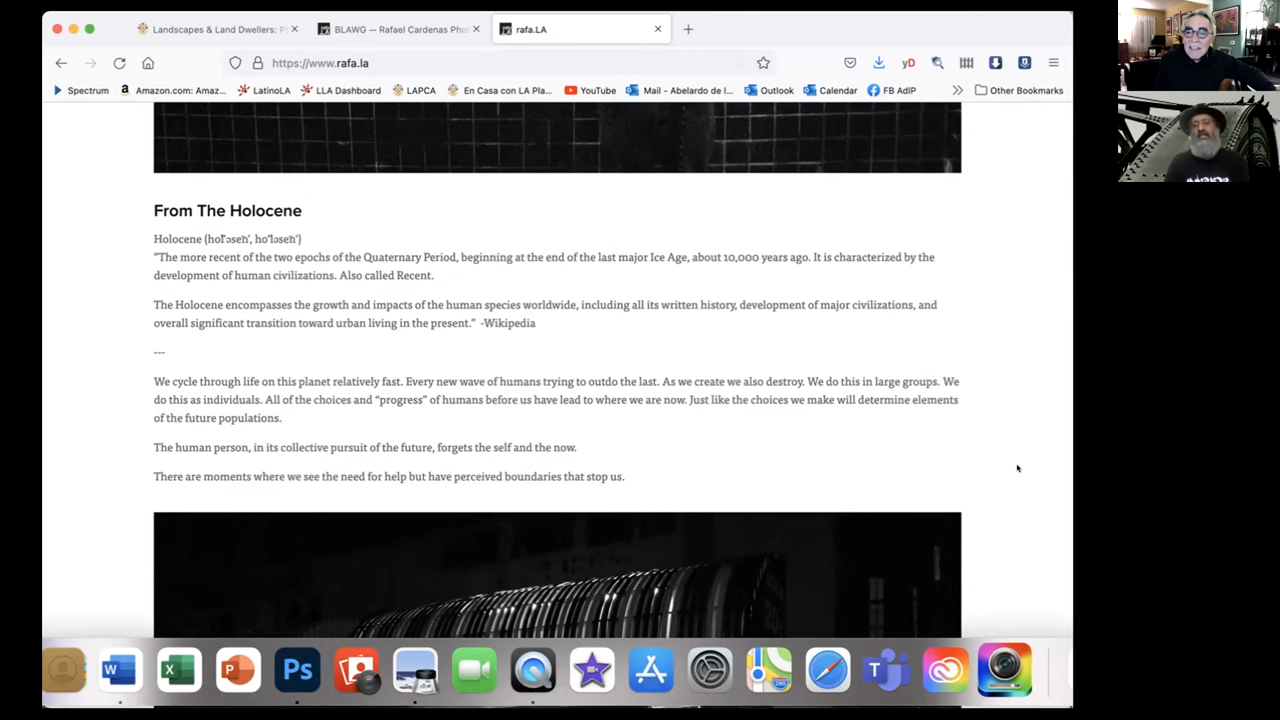 Landscapes & Land Dwellers: P
BLAWG — Rafael Cardenas Phot
rafa.LA
https://www.rafa.la
yD
Spectrum
Amazon.com: Amaz...
LatinoLA
LLA Dashboard
LAPCA
En Casa con LA Pla...
YouTube
Mail - Abelardo de l...
Outlook
Calendar
FB AdlP
Other Bookmarks
From The Holocene
"The more recent of the two epochs of the Quaternary Period, beginning at the end of the last major Ice Age, about 10,000 years ago. It is characterized by the
development of human civilizations. Also called Recent.
The Holocene encompasses the growth and impacts of the human species worldwide, including all its written history, development of major civilizations, and
overall significant transition toward urban living in the present." -Wikipedia
---
We cycle through life on this planet relatively fast. Every new wave of humans trying to outdo the last. As we create we also destroy. We do this in large groups. We
do this as individuals. All of the choices and “progress” of humans before us have lead to where we are now. Just like the choices we make will determine elements
of the future populations.
The human person, in its collective pursuit of the future, forgets the self and the now.
There are moments where we see the need for help but have perceived boundaries that stop us.
W
X
P
Ps
T